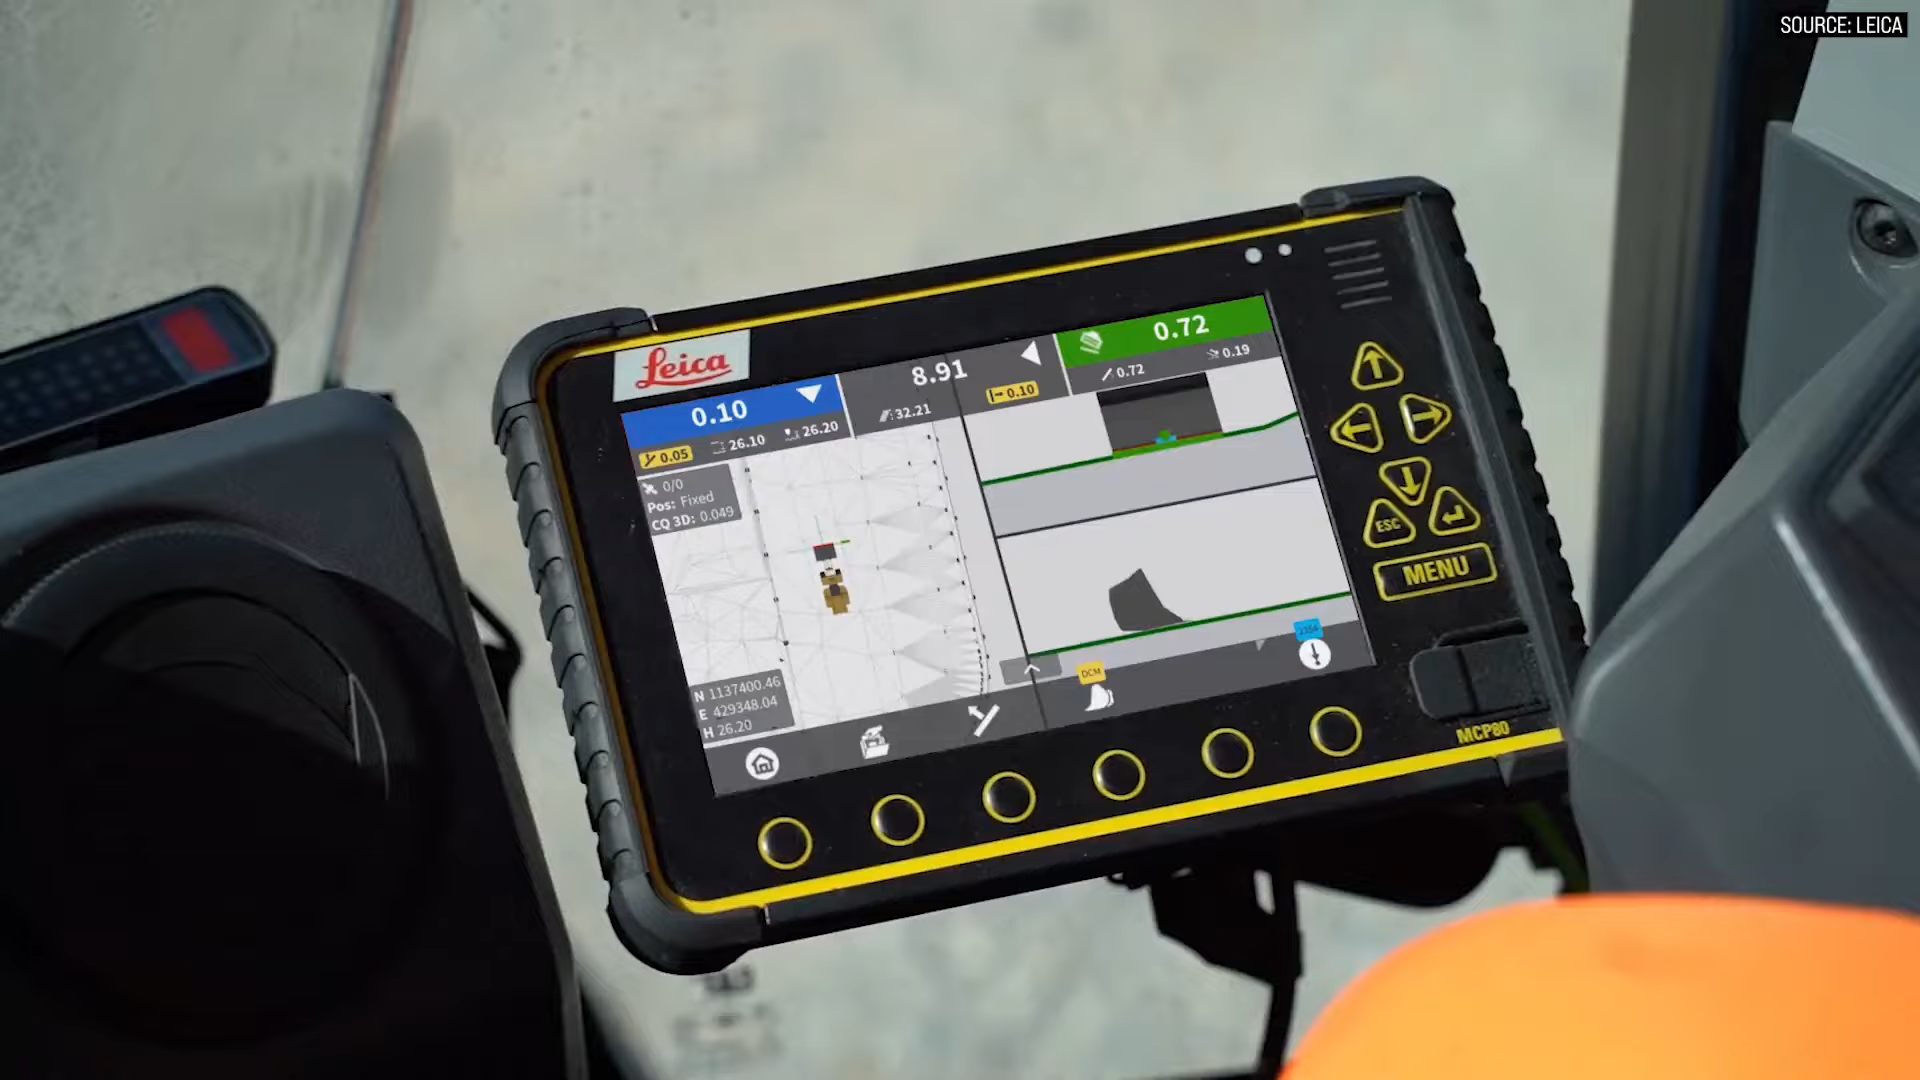 SOURCE: LEICA
Leica
0.10
8.91
0.72
0.05
26.10
26.20
32.21
0.10
0.72
0.19
0/0
Pos: Fixed
CQ 3D: 0.049
N 1137400.46
E 429348.04
H 26.20
DCM
ESC
MENU
MCP80